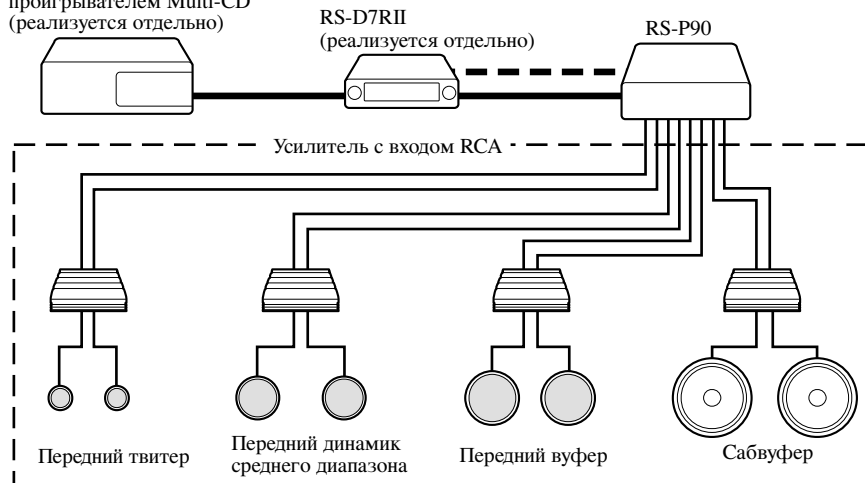 проигрывателем Multi-CD
(реализуется отдельно)
RS-D7RII
(реализуется отдельно)
RS-P90
Усилитель с входом RCA
Передний твитер
Передний динамик
среднего диапазона
Передний вуфер
Сабвуфер